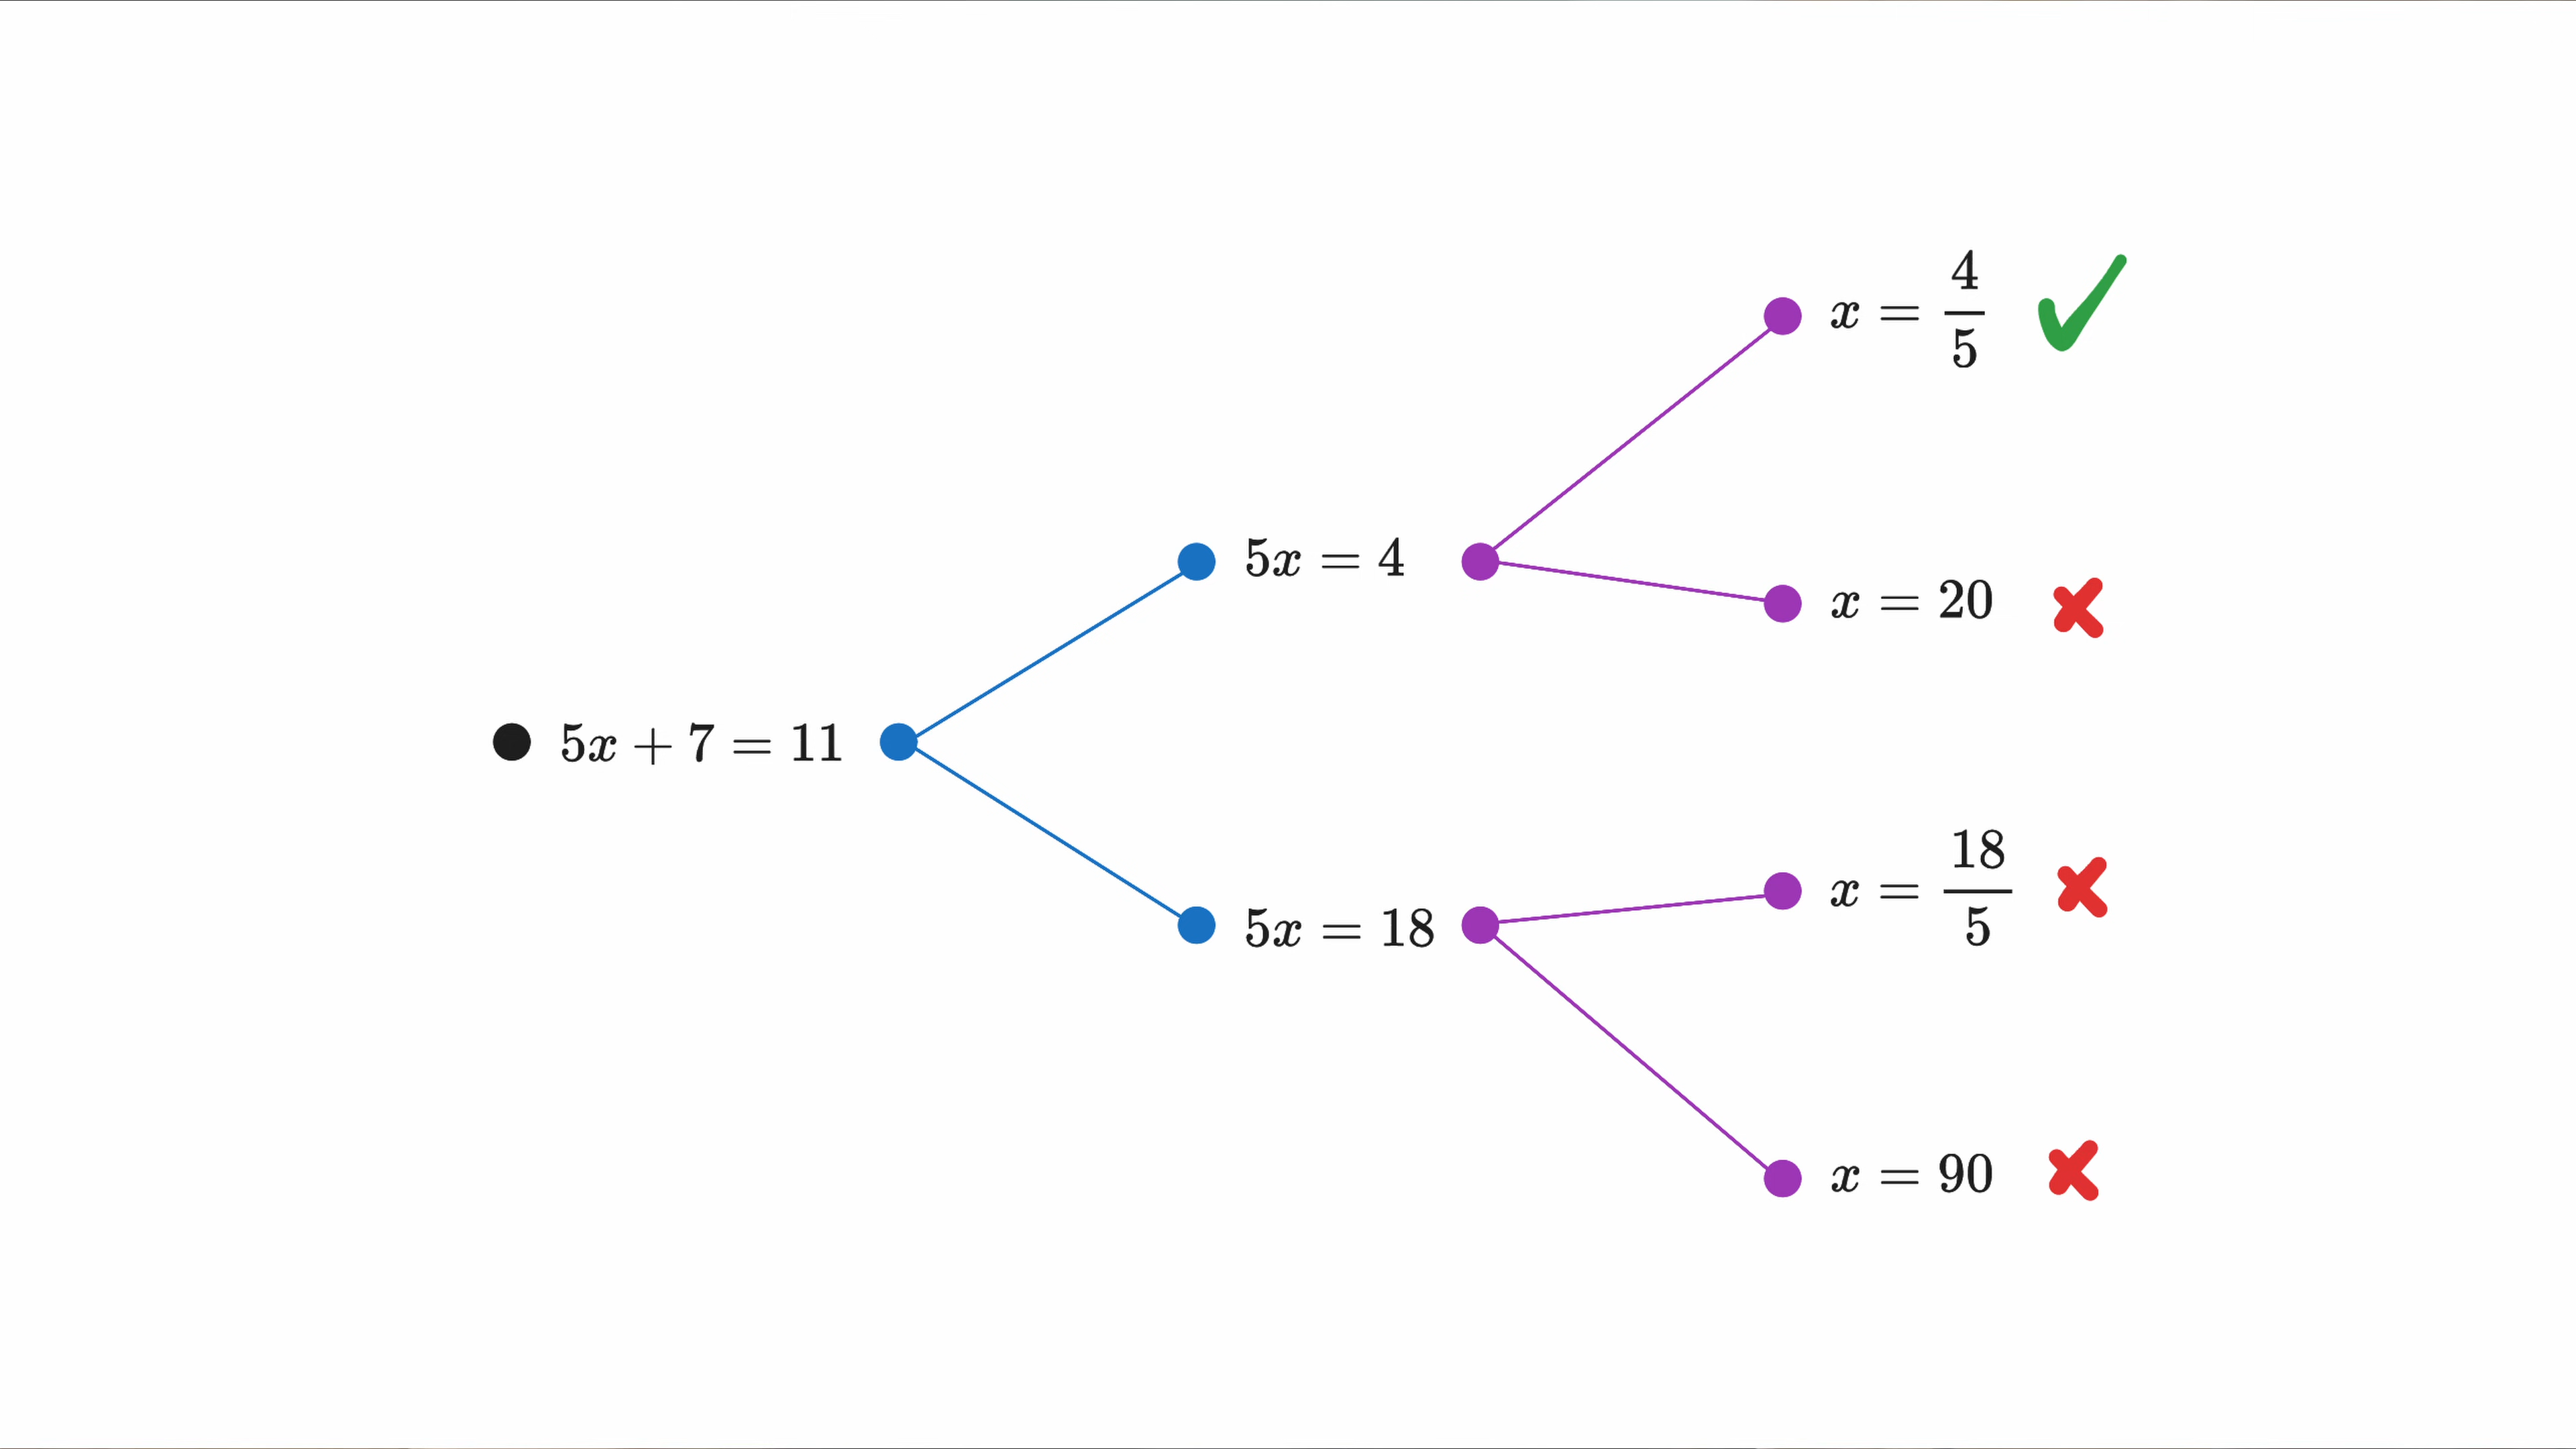 x = 4/5
5x = 4
x = 20
5x + 7 = 11
x = 18/5
5x = 18
x = 90